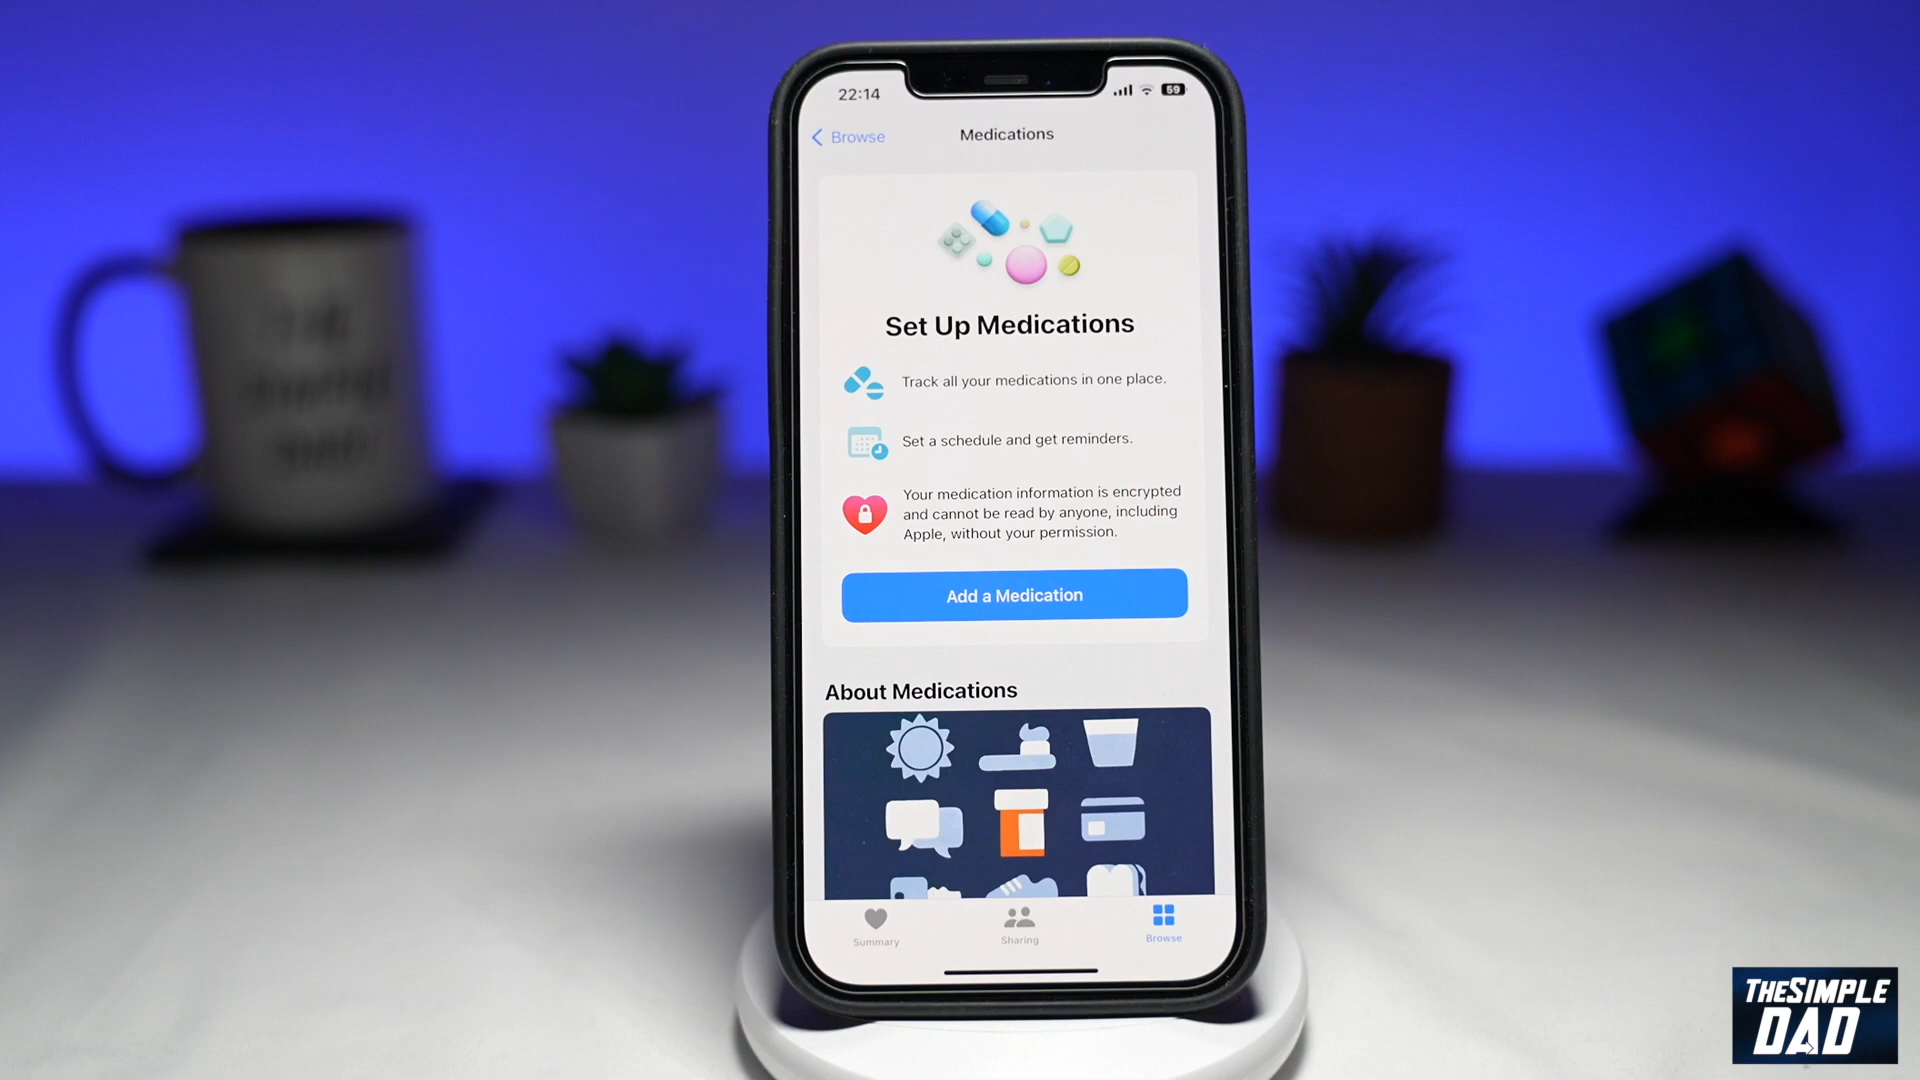 22:14
59
Browse
Medications
Set Up Medications
Track all your medications in one place.
Set a schedule and get reminders.
Your medication information is encrypted
and cannot be read by anyone, including
Apple, without your permission.
Add a Medication
About Medications
Summary
Sharing
Browse
THE SIMPLE
DAD